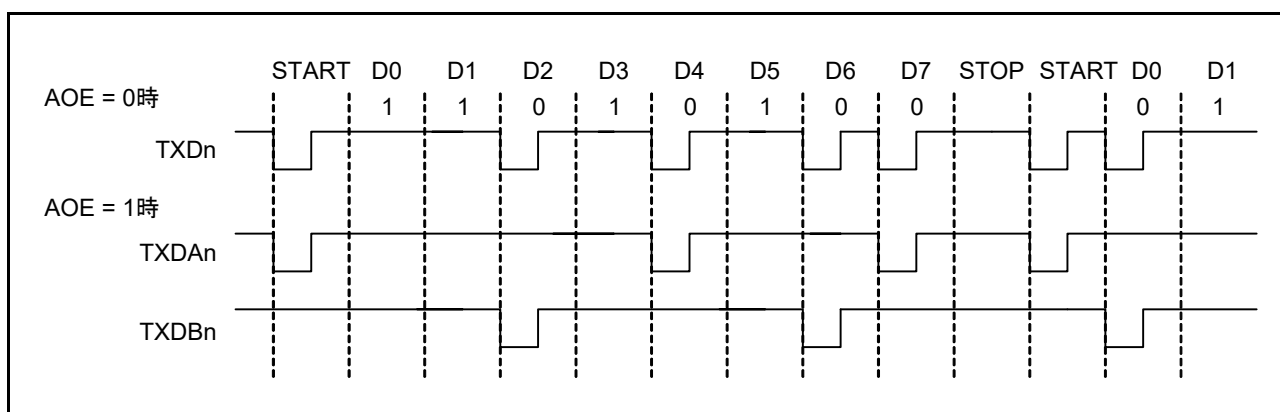 START D0 D1 D2 D3 D4 D5 D6 D7 STOP START D0 D1
AOE = 0時 1 1 0 1 0 1 0 0 0 1
TXDn
AOE = 1時
TXDAn
TXDBn